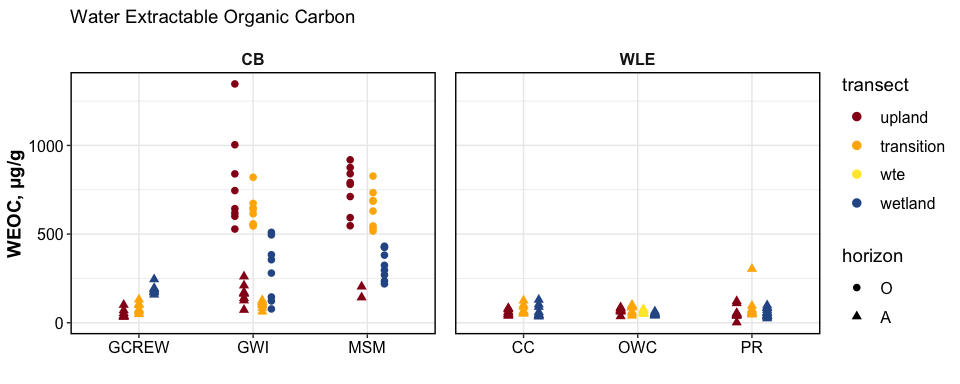 Water Extractable Organic Carbon
CB
WLE
WEOC, µg/g
1000
500
0
GCREW
GWI
MSM
CC
OWC
PR
transect
upland
transition
wte
wetland
horizon
O
A